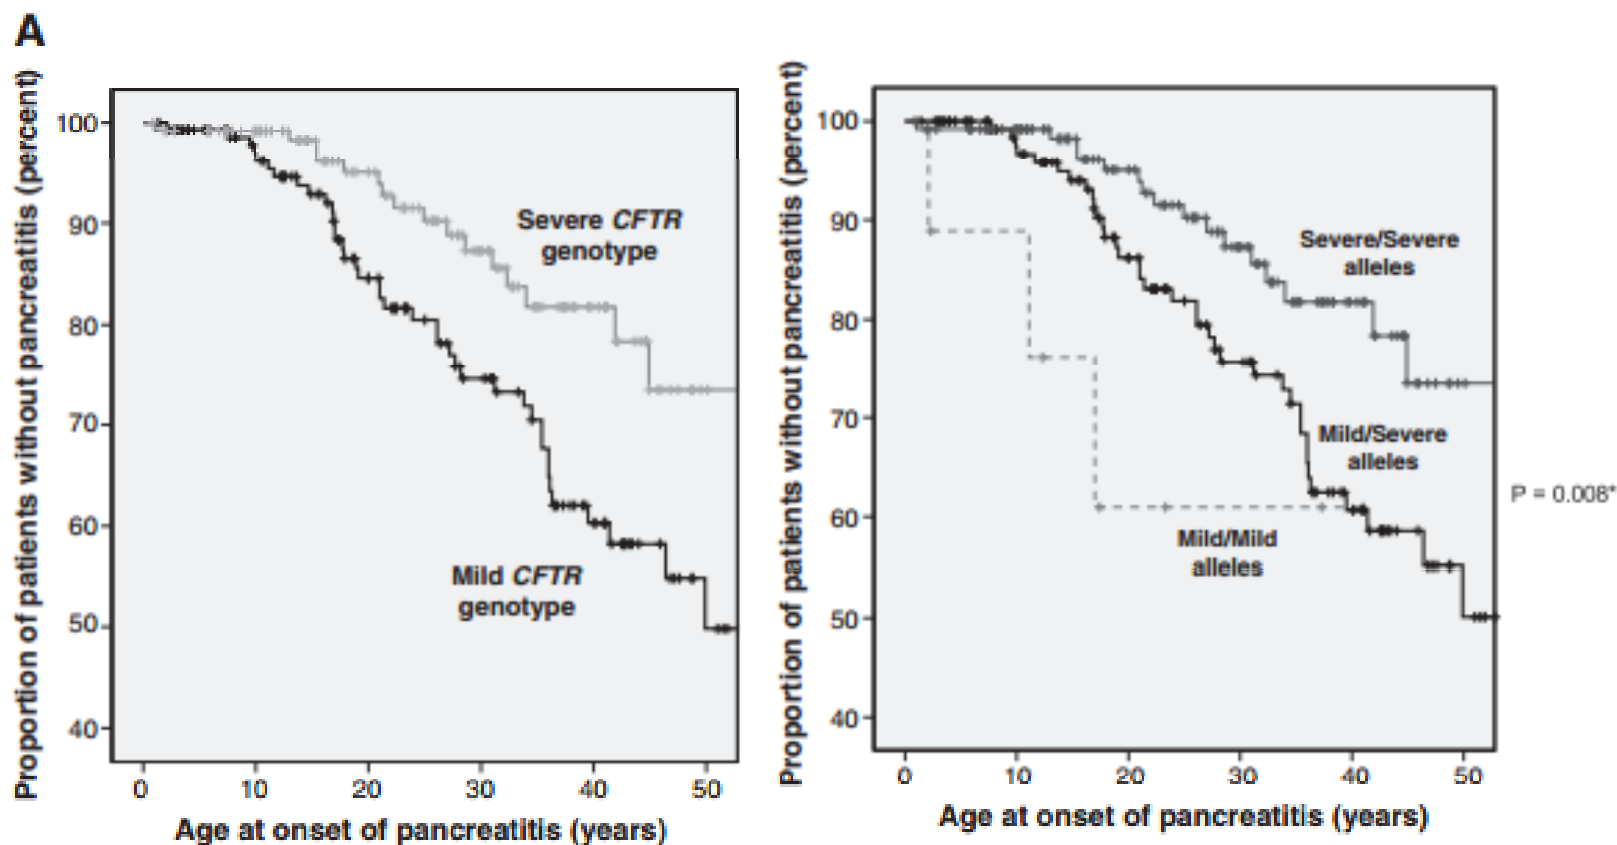 A
Proportion of patients without pancreatitis (percent)
100
90
80
70
60
50
40
Severe CFTR
genotype
Mild CFTR
genotype
0 10 20 30 40 50
Age at onset of pancreatitis (years)
Proportion of patients without pancreatitis (percent)
100
90
80
70
60
50
40
Severe/Severe
alleles
Mild/Severe
alleles
Mild/Mild
alleles
P = 0.008*
0 10 20 30 40 50
Age at onset of pancreatitis (years)